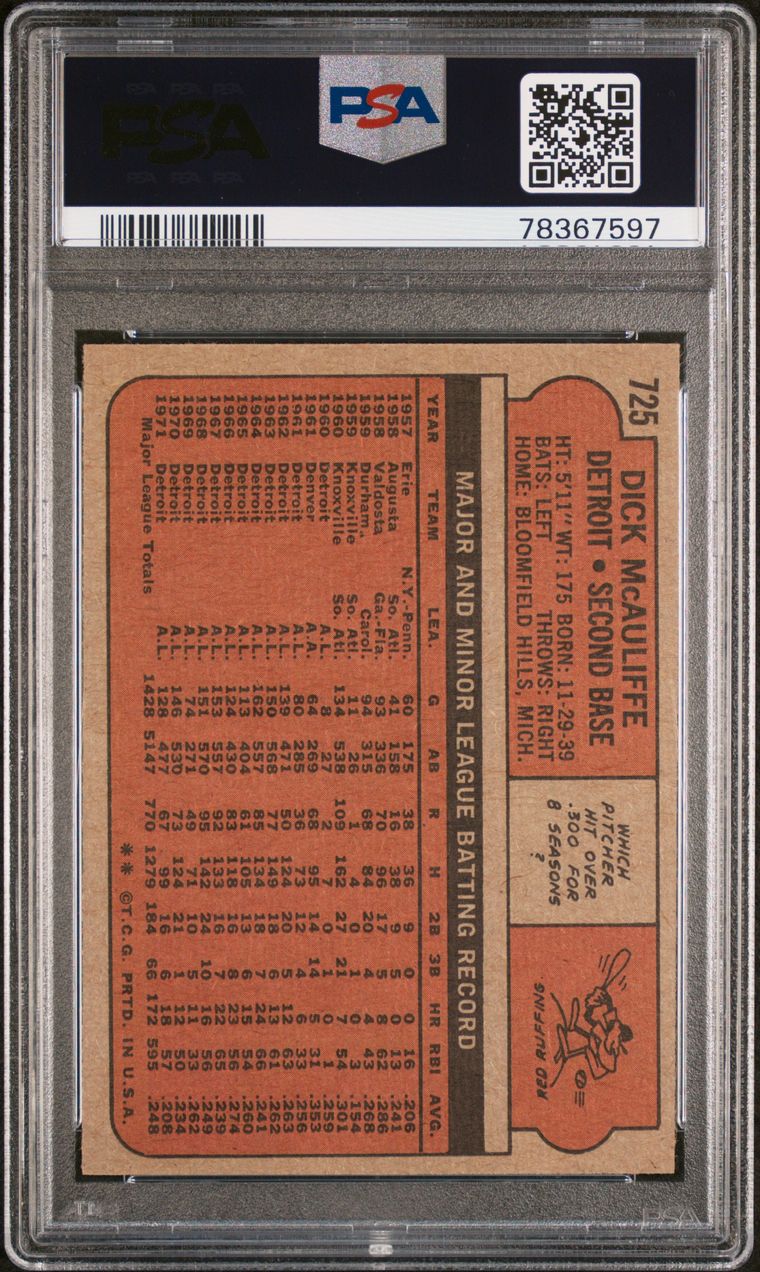 PSA
78367597
725
DICK McAULIFFE
DETROIT • SECOND BASE
HT: 5'11" WT: 175 BORN: 11-29-39
BATS: LEFT THROWS: RIGHT
HOME: BLOOMFIELD HILLS, MICH.
WHICH
PITCHER
HIT OVER
.300 FOR
8 SEASONS
?
RED RUFFING
MAJOR AND MINOR LEAGUE BATTING RECORD
YEAR TEAM LEA. G AB R H 2B 3B HR RBI AVG.
1957 Erie N.Y.-Penn. 60 175 38 36 9 0 0 16 .206
1958 Augusta So. Atl. 41 158 16 38 5 0 0 13 .241
1958 Valdosta Ga.-Fla. 93 336 70 96 17 5 8 62 .286
1959 Durham. Carol. 94 315 68 84 20 4 4 43 .268
1959 Knoxville So. Atl. 11 26 1 4 0 1 0 3 .154
1960 Knoxville So. Atl. 134 538 109 162 27 21 7 54 .301
1960 Detroit A.L. 8 27 2 7 0 1 0 1 .259
1961 Denver A.A. 64 269 68 95 14 14 5 31 .353
1961 Detroit A.L. 80 285 36 73 12 4 6 33 .256
1962 Detroit A.L. 139 471 50 124 20 5 12 63 .263
1963 Detroit A.L. 150 568 77 149 18 6 13 61 .262
1964 Detroit A.L. 162 557 85 134 18 7 24 66 .241
1965 Detroit A.L. 113 404 61 105 13 6 15 54 .260
1966 Detroit A.L. 124 430 83 118 16 8 23 56 .274
1967 Detroit A.L. 153 557 92 133 16 7 22 65 .239
1968 Detroit A.L. 151 570 95 142 24 10 16 56 .249
1969 Detroit A.L. 74 271 49 71 10 5 11 33 .262
1970 Detroit A.L. 146 530 73 124 21 1 12 50 .234
1971 Detroit A.L. 128 477 67 99 16 6 18 57 .208
Major League Totals 1428 5147 770 1279 184 66 172 595 .248
** ©T.C.G. PRTD. IN U.S.A.
PSA